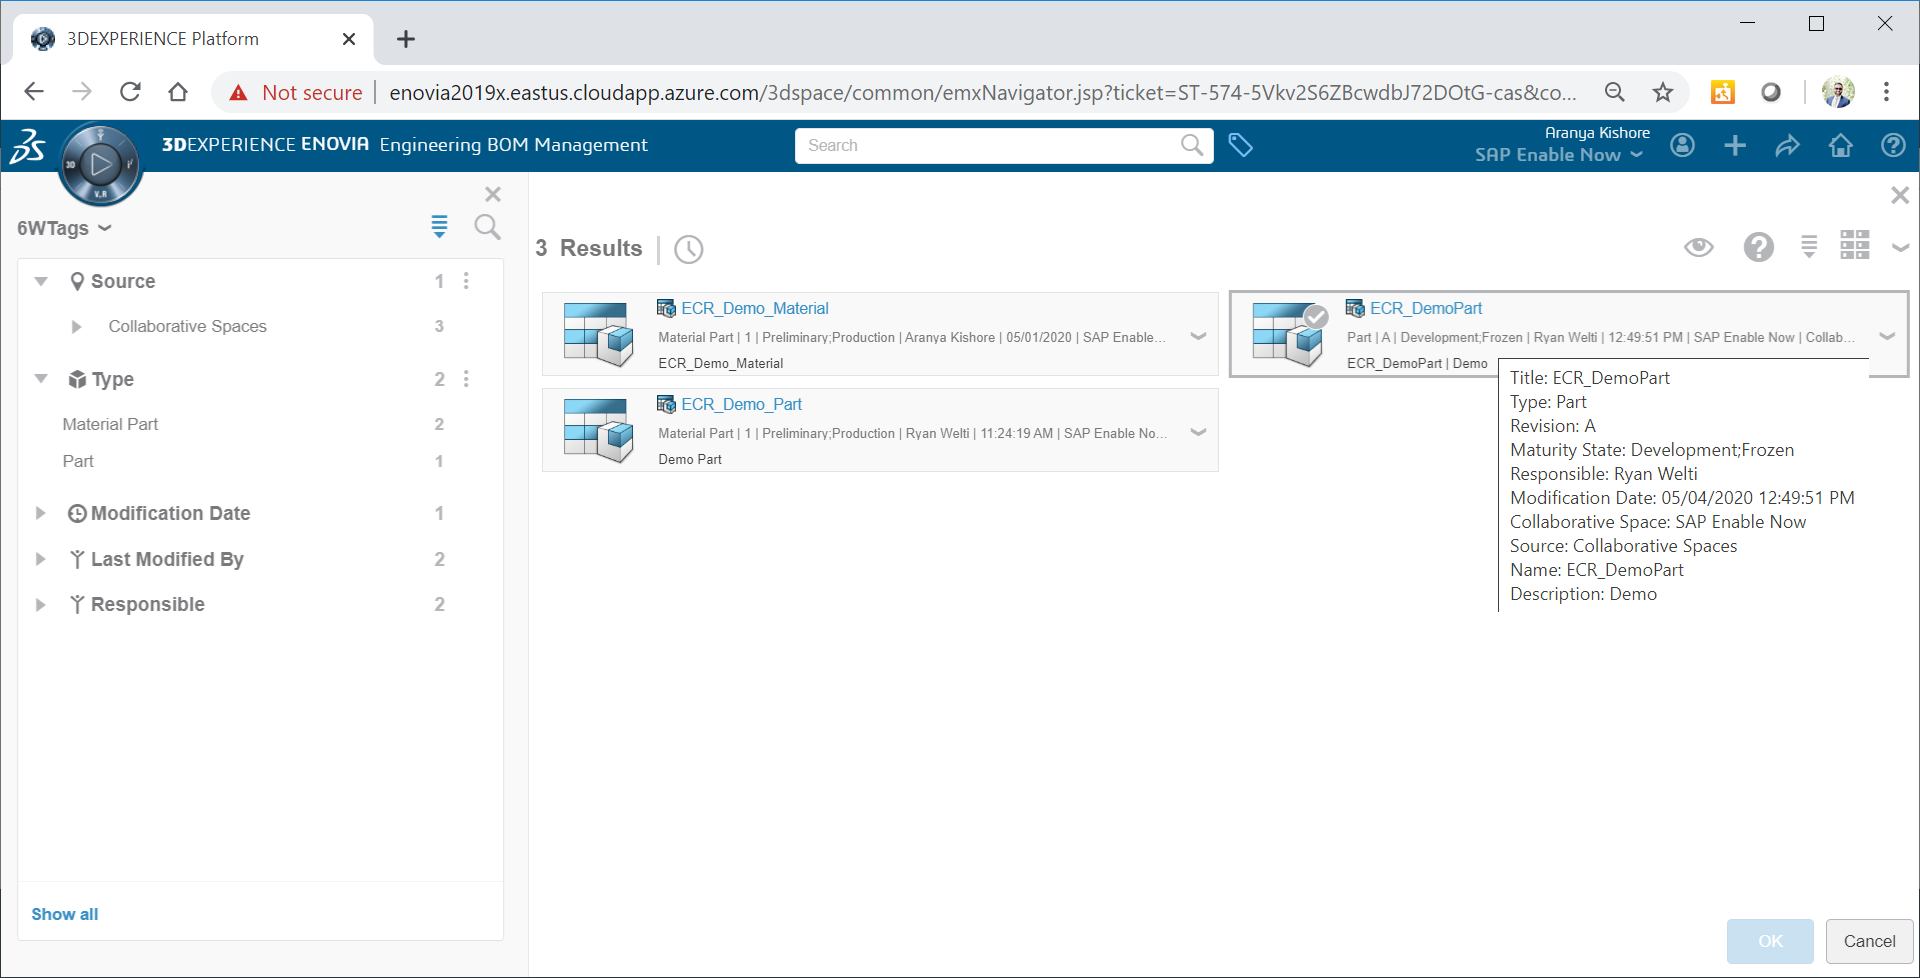 3DEXPERIENCE Platform
Not secure
enovia2019x.eastus.cloudapp.azure.com/3dspace/common/emxNavigator.jsp?ticket=ST-574-5Vkv2S6ZBcwdbJ72DOtG-cas&co...
3D
V.R
3DEXPERIENCE ENOVIA Engineering BOM Management
Search
Aranya Kishore
SAP Enable Now
6WTags
Source 1
Collaborative Spaces 3
Type 2
Material Part 2
Part 1
Modification Date 1
Last Modified By 2
Responsible 2
Show all
3 Results
ECR_Demo_Material
Material Part | 1 | Preliminary;Production | Aranya Kishore | 05/01/2020 | SAP Enable...
ECR_Demo_Material
ECR_DemoPart
Part | A | Development;Frozen | Ryan Welti | 12:49:51 PM | SAP Enable Now | Collab...
ECR_DemoPart | Demo
ECR_Demo_Part
Material Part | 1 | Preliminary;Production | Ryan Welti | 11:24:19 AM | SAP Enable No...
Demo Part
Title: ECR_DemoPart
Type: Part
Revision: A
Maturity State: Development;Frozen
Responsible: Ryan Welti
Modification Date: 05/04/2020 12:49:51 PM
Collaborative Space: SAP Enable Now
Source: Collaborative Spaces
Name: ECR_DemoPart
Description: Demo
OK
Cancel